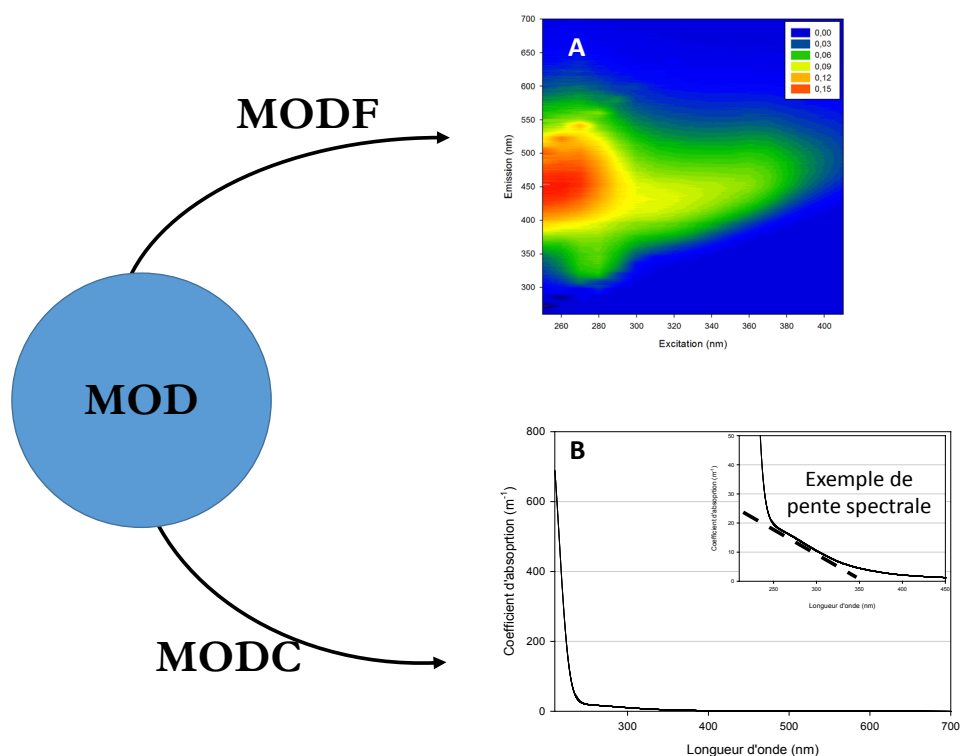 MODF
MOD
MODC
A
0,00
0,03
0,06
0,09
0,12
0,15
700
650
600
550
500
450
400
350
300
Emission (nm)
260 280 300 320 340 360 380 400
Excitation (nm)
B
800
600
400
200
0
Coefficient d'absoprtion (m-1)
300 400 500 600 700
Longueur d'onde (nm)
50
40
30
20
10
0
Coefficient d'absoprtion (m-1)
Exemple de
pente spectrale
250 300 350 400 450
Longueur d'onde (nm)